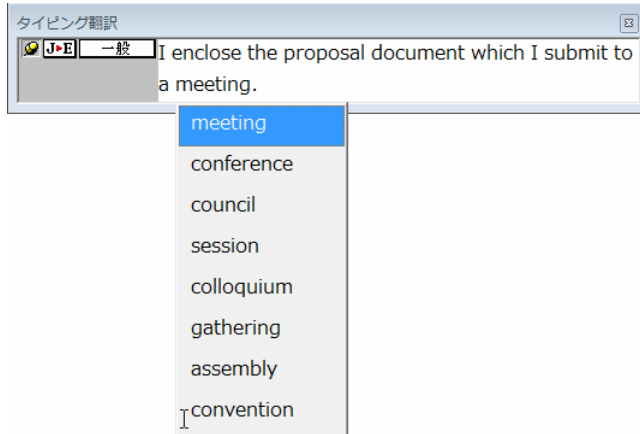 タイピング翻訳
J▸E 一般 I enclose the proposal document which I submit to
a meeting.
meeting
conference
council
session
colloquium
gathering
assembly
convention